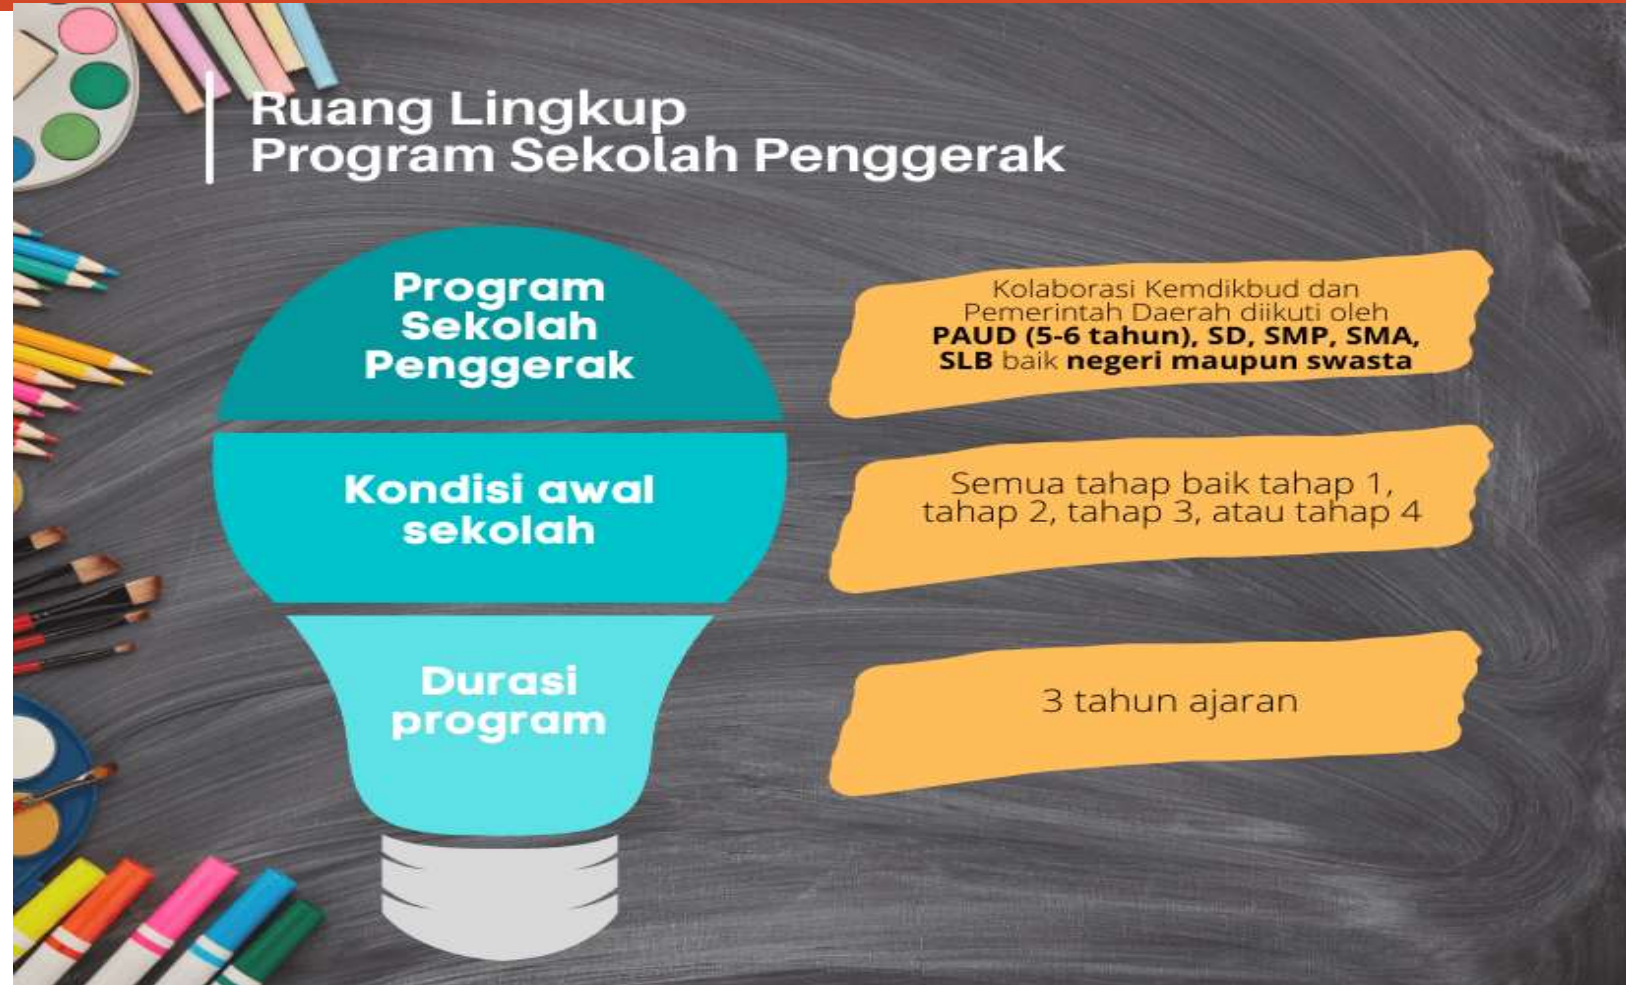 Ruang Lingkup
Program Sekolah Penggerak
Program
Sekolah
Penggerak
Kolaborasi Kemdikbud dan
Pemerintah Daerah diikuti oleh
PAUD (5-6 tahun), SD, SMP, SMA,
SLB baik negeri maupun swasta
Kondisi awal
sekolah
Semua tahap baik tahap 1,
tahap 2, tahap 3, atau tahap 4
Durasi
program
3 tahun ajaran